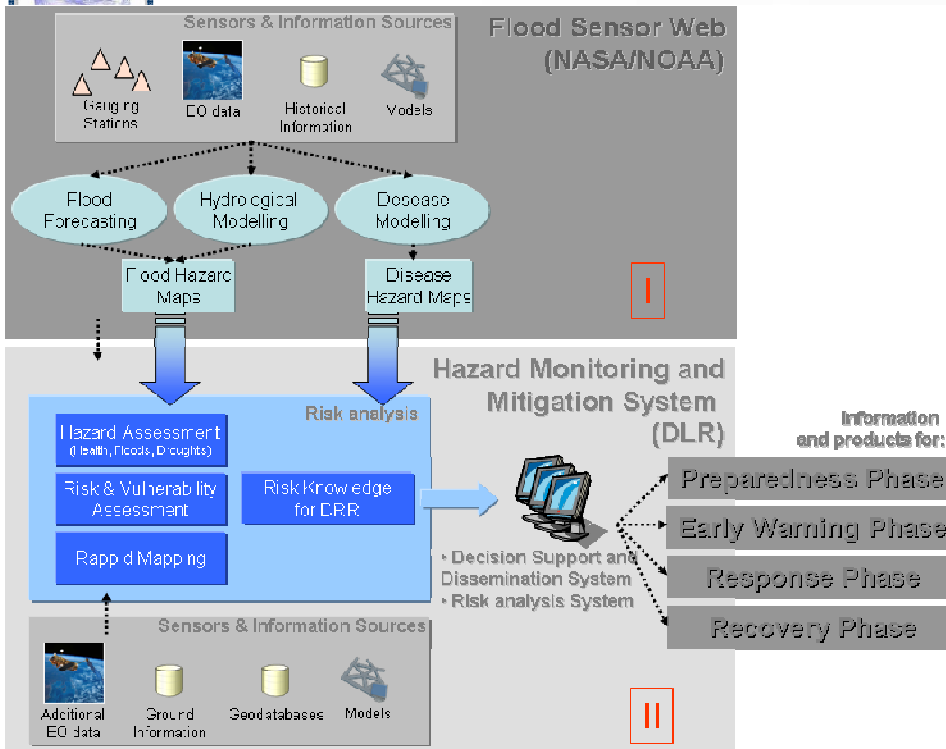 Sensors & Information Sources
Flood Sensor Web
(NASA/NOAA)
Gauging
Stations
EO data
Historical
Information
Models
Flood
Forecasting
Hydrological
Modelling
Desease
Modelling
Flood Hazard
Maps
Disease
Hazard Maps
I
Hazard Monitoring and
Mitigation System
(DLR)
Risk analysis
Hazard Assessment
(Health, Floods, Droughts)
Risk & Vulnerability
Assessment
Rappid Mapping
Risk Knowledge
for DRR
• Decision Support and
Dissemination System
• Risk analysis System
Information
and products for:
Preparedness Phase
Early Warning Phase
Response Phase
Recovery Phase
Sensors & Information Sources
Additional
EO data
Ground
Information
Geodatabases
Models
II